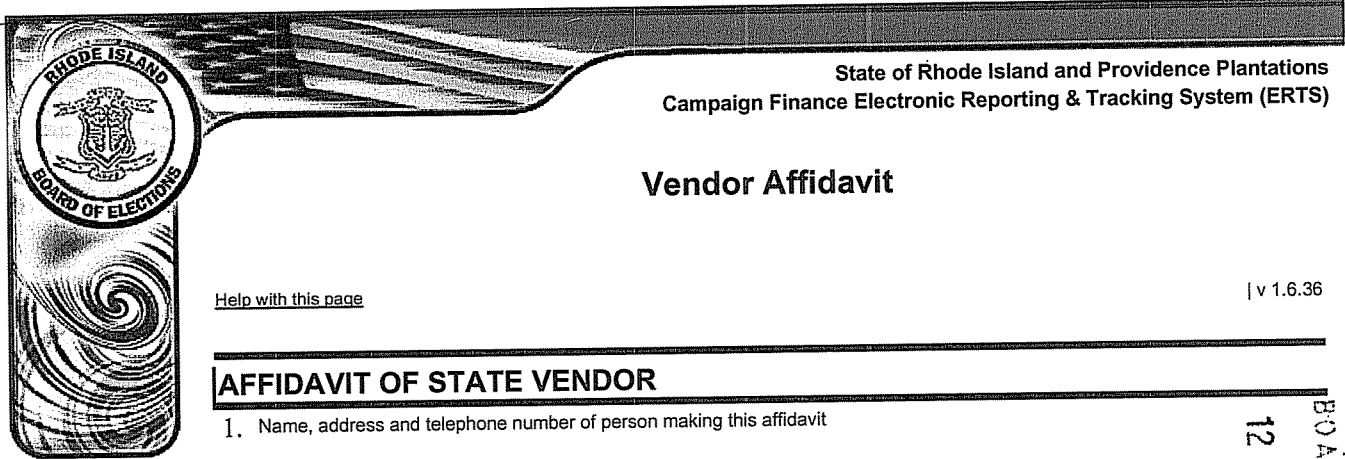 RHODE ISLAND
BOARD OF ELECTIONS
State of Rhode Island and Providence Plantations
Campaign Finance Electronic Reporting & Tracking System (ERTS)
Vendor Affidavit
Help with this page
| v 1.6.36
AFFIDAVIT OF STATE VENDOR
1. Name, address and telephone number of person making this affidavit
12